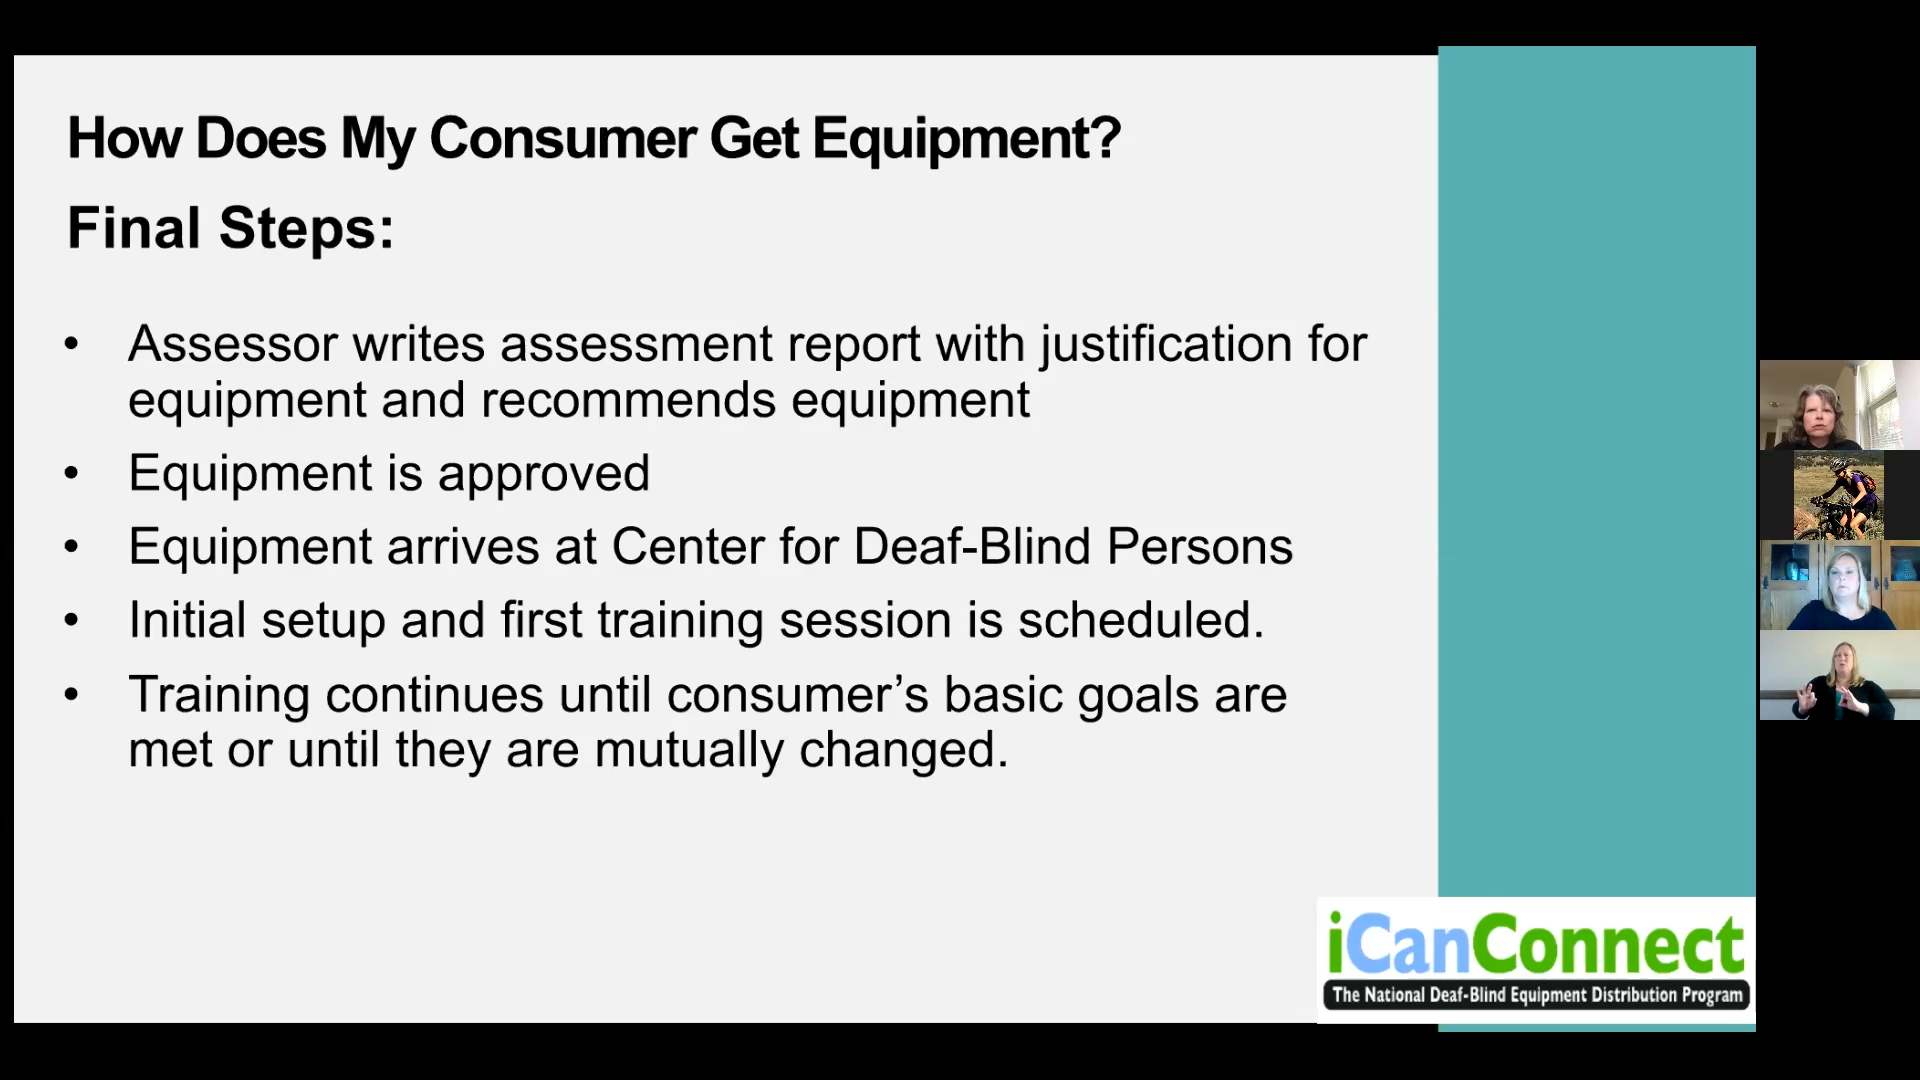 How Does My Consumer Get Equipment?
Final Steps:
• Assessor writes assessment report with justification for
equipment and recommends equipment
• Equipment is approved
• Equipment arrives at Center for Deaf-Blind Persons
• Initial setup and first training session is scheduled.
• Training continues until consumer’s basic goals are
met or until they are mutually changed.
iCanConnect
The National Deaf-Blind Equipment Distribution Program